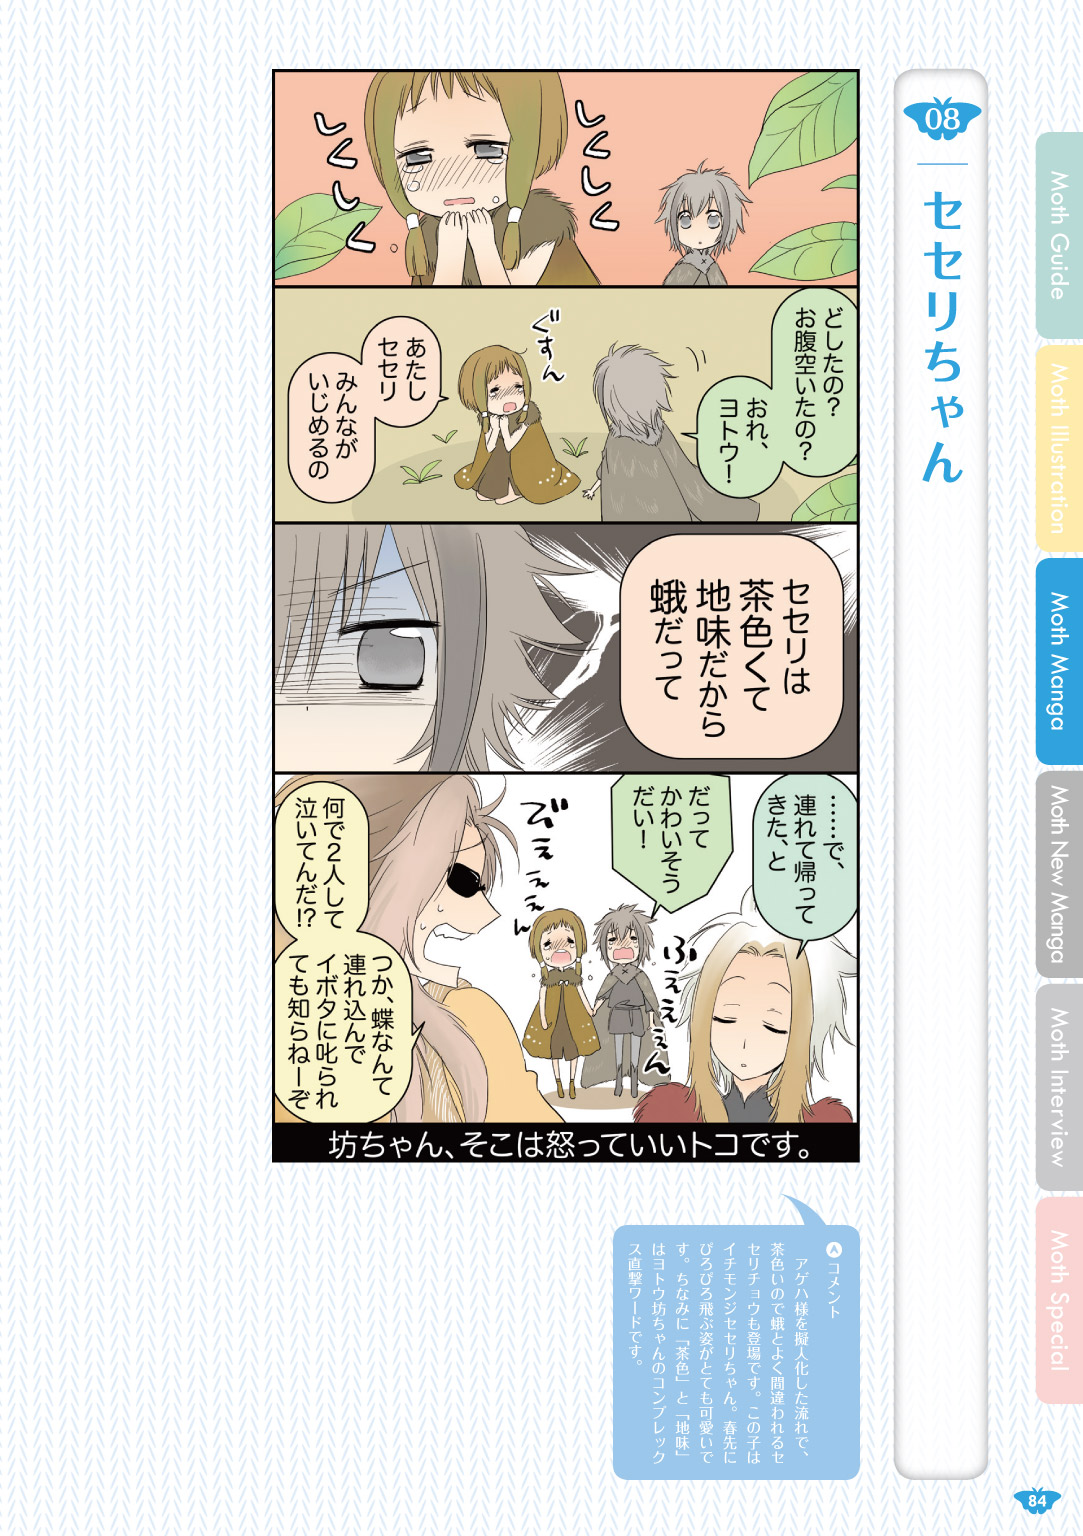 08
セセリちゃん
しくしく
しくしく
どしたの？
お腹空いたの？
おれ、
ヨトウ！
ぐすん
あたし
セセリ
みんなが
いじめるの
セセリは
茶色くて
地味だから
蛾だって
……で、
連れて帰って
きた、と
だって
かわいそう
だい！
ふぇぇぇぇん
びぇぇぇん
何で２人して
泣いてんだ!?
つか、蝶なんて
連れ込んで
イボタに叱られ
ても知らねーぞ
坊ちゃん、そこは怒っていいトコです。
A コメント
アゲハ様を擬人化した流れで、
茶色いので蛾とよく間違われるセ
セリチョウも登場です。この子は
イチモンジセセリちゃん。春先に
ぴろぴろ飛ぶ姿がとても可愛いで
す。ちなみに「茶色」と「地味」
はヨトウ坊ちゃんのコンプレック
ス直撃ワードです。
Moth Guide
Moth Illustration
Moth Manga
Moth New Manga
Moth Interview
Moth Special
84